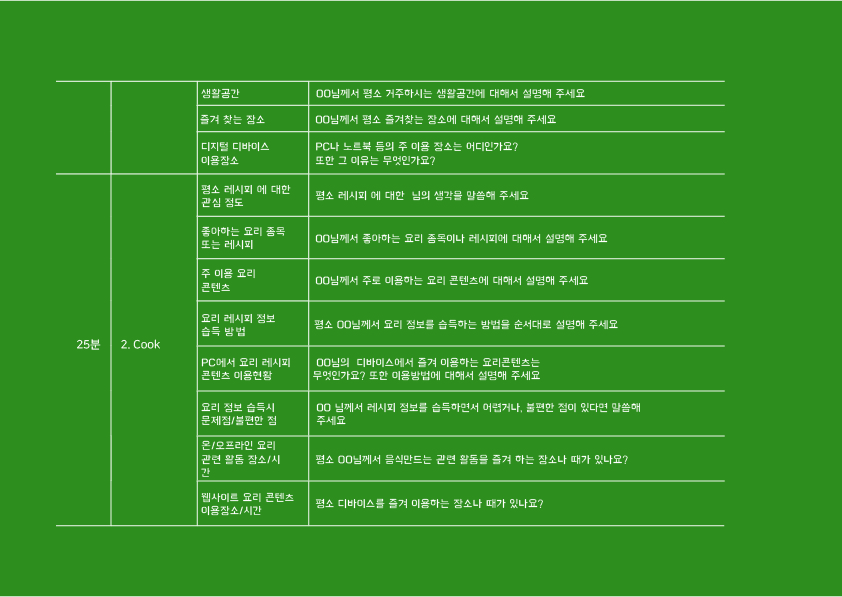 생활공간
OO님께서 평소 거주하시는 생활공간에 대해서 설명해 주세요
즐겨 찾는 장소
OO님께서 평소 즐겨찾는 장소에 대해서 설명해 주세요
디지털 디바이스
이용장소
PC나 노트북 등의 주 이용 장소는 어디인가요?
또한 그 이유는 무엇인가요?
25분
2. Cook
평소 레시피 에 대한
관심 정도
평소 레시피 에 대한 님의 생각을 말씀해 주세요
좋아하는 요리 종목
또는 레시피
OO님께서 좋아하는 요리 종목이나 레시피에 대해서 설명해 주세요
주 이용 요리
콘텐츠
OO님께서 주로 이용하는 요리 콘텐츠에 대해서 설명해 주세요
요리 레시피 정보
습득 방법
평소 OO님께서 요리 정보를 습득하는 방법을 순서대로 설명해 주세요
PC에서 요리 레시피
콘텐츠 이용현황
OO님의 디바이스에서 즐겨 이용하는 요리콘텐츠는
무엇인가요? 또한 이용방법에 대해서 설명해 주세요
요리 정보 습득시
문제점/불편한 점
OO 님께서 레시피 정보를 습득하면서 어렵거나, 불편한 점이 있다면 말씀해
주세요
온/오프라인 요리
관련 활동 장소/시
간
평소 OO님께서 음식만드는 관련 활동을 즐겨 하는 장소나 때가 있나요?
웹사이트 요리 콘텐츠
이용장소/시간
평소 디바이스를 즐겨 이용하는 장소나 때가 있나요?